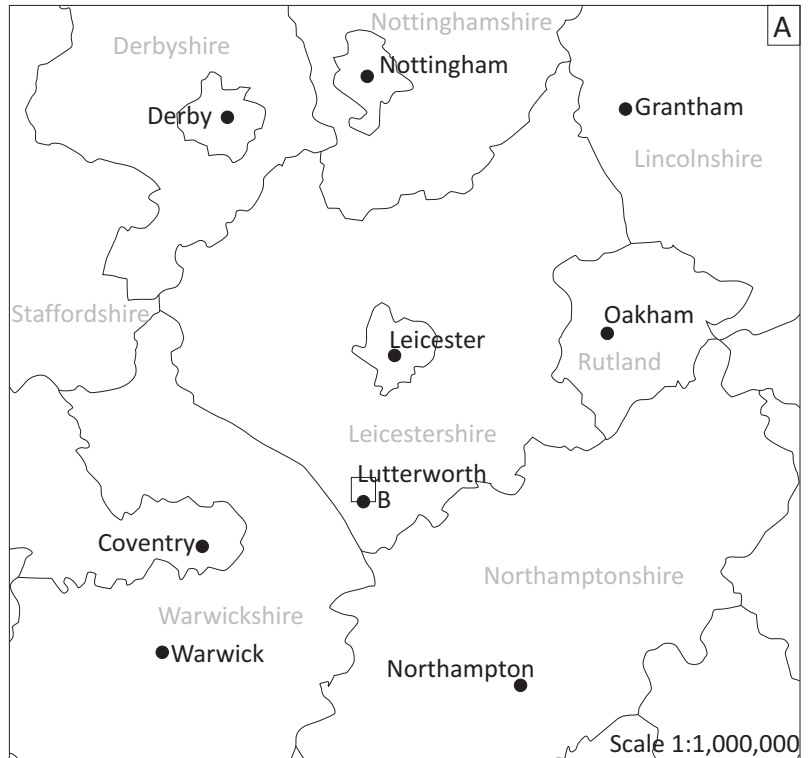 A
Nottinghamshire
Derbyshire
Nottingham
Derby
Grantham
Lincolnshire
Staffordshire
Oakham
Leicester
Rutland
Leicestershire
Lutterworth
B
Coventry
Northamptonshire
Warwickshire
Warwick
Northampton
Scale 1:1,000,000